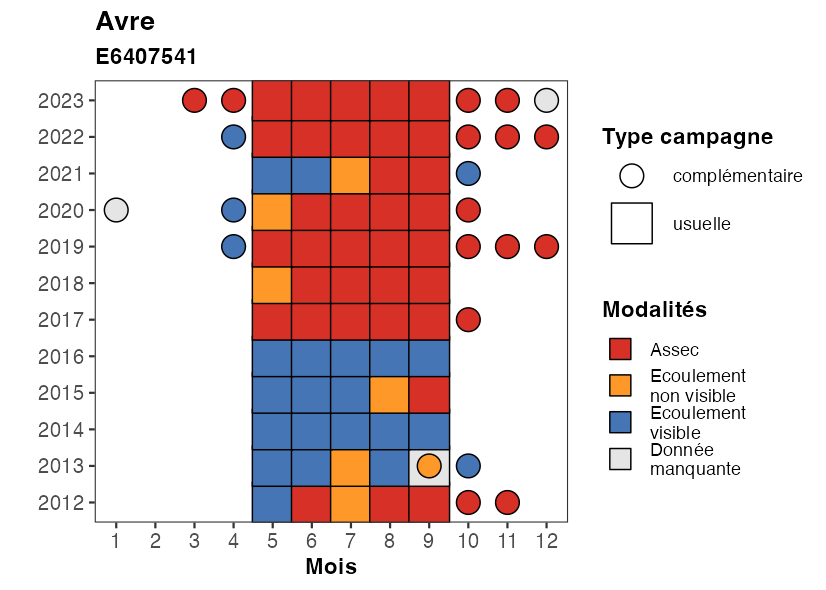 Avre
E6407541
2023
2022
2021
2020
2019
2018
2017
2016
2015
2014
2013
2012
1 2 3 4 5 6 7 8 9 10 11 12
Mois
Type campagne
complémentaire
usuelle
Modalités
Assec
Ecoulement
non visible
Ecoulement
visible
Donnée
manquante